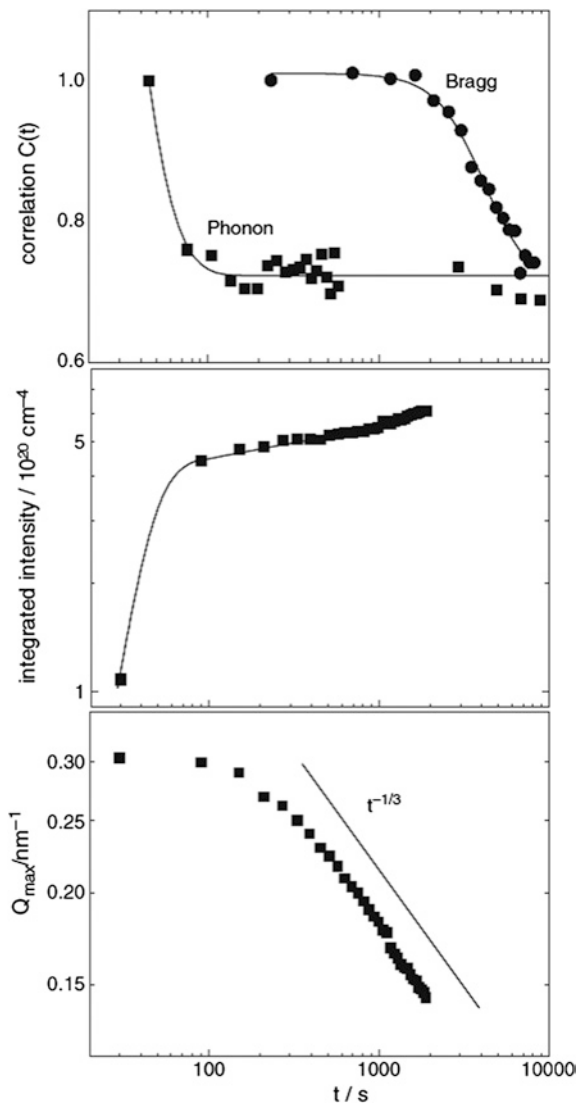 correlation C(t)
1.0
0.8
0.6
Bragg
Phonon
integrated intensity / 10²⁰ cm⁻⁴
5
1
Q_max/nm⁻¹
0.30
0.25
0.20
0.15
t⁻¹/³
100
1000
10000
t / s